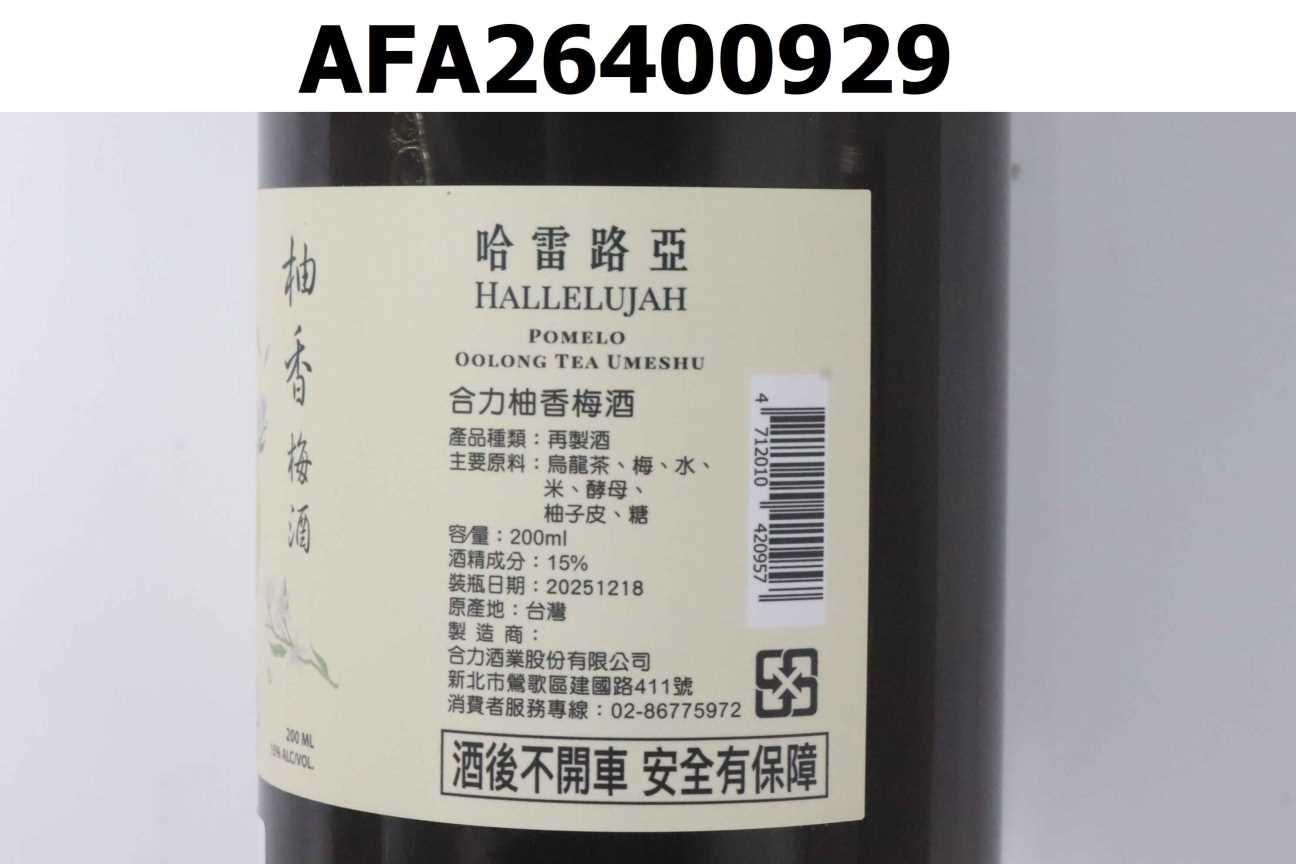 AFA26400929
柚香梅酒
200 ML
15% ALC/VOL.
哈雷路亞
HALLELUJAH
POMELO
OOLONG TEA UMESHU
合力柚香梅酒
產品種類：再製酒
主要原料：烏龍茶、梅、水、
米、酵母、
柚子皮、糖
容量：200ml
酒精成分：15%
裝瓶日期：20251218
原產地：台灣
製造商：
合力酒業股份有限公司
新北市鶯歌區建國路411號
消費者服務專線：02-86775972
4 712010 420957
酒後不開車 安全有保障